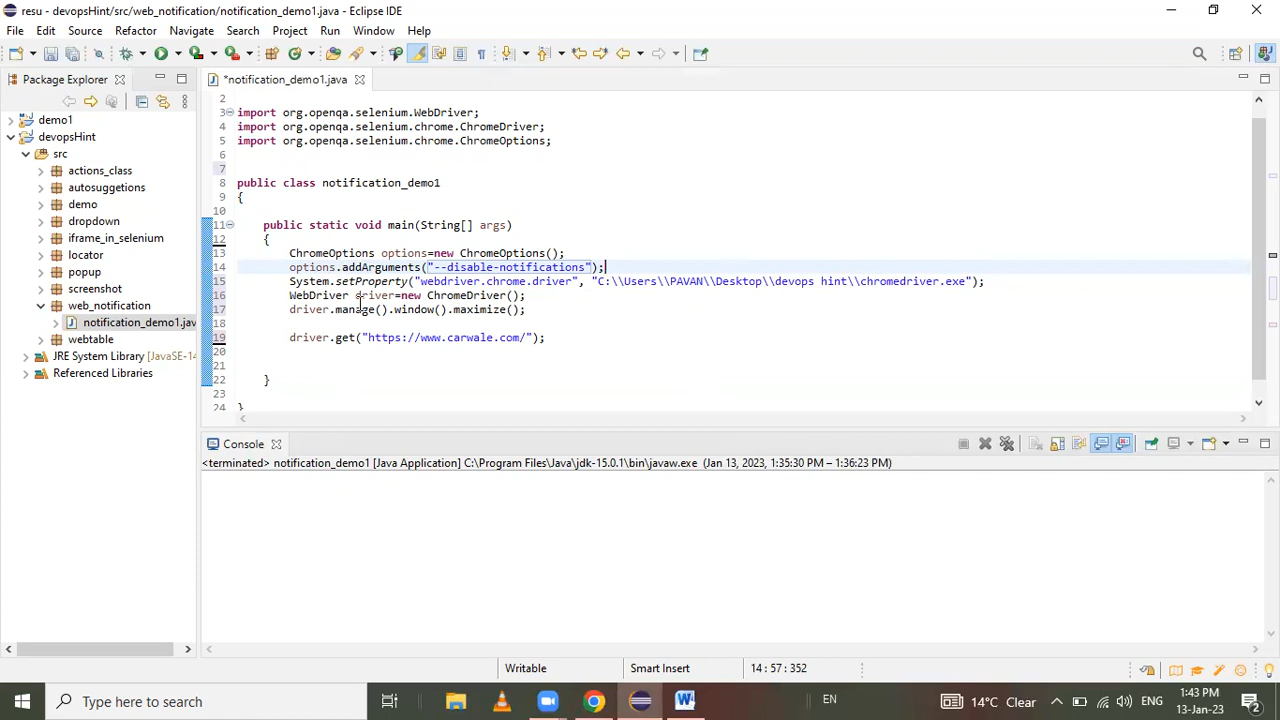 resu - devopsHint/src/web_notification/notification_demo1.java - Eclipse IDE
File Edit Source Refactor Navigate Search Project Run Window Help
Package Explorer
*notification_demo1.java
demo1
devopsHint
src
actions_class
autosuggetions
demo
dropdown
iframe_in_selenium
locator
popup
screenshot
web_notification
notification_demo1.jav
webtable
JRE System Library [JavaSE-14
Referenced Libraries
2
3 import org.openqa.selenium.WebDriver;
4 import org.openqa.selenium.chrome.ChromeDriver;
5 import org.openqa.selenium.chrome.ChromeOptions;
6
7
8 public class notification_demo1
9 {
10
11 public static void main(String[] args)
12 {
13 ChromeOptions options=new ChromeOptions();
14 options.addArguments("--disable-notifications");
15 System.setProperty("webdriver.chrome.driver", "C:\\Users\\PAVAN\\Desktop\\devops hint\\chromedriver.exe");
16 WebDriver driver=new ChromeDriver();
17 driver.manage().window().maximize();
18
19 driver.get("https://www.carwale.com/");
20
21
22 }
23
24 }
Console
<terminated> notification_demo1 [Java Application] C:\Program Files\Java\jdk-15.0.1\bin\javaw.exe (Jan 13, 2023, 1:35:30 PM – 1:36:23 PM)
Writable Smart Insert 14 : 57 : 352
Type here to search
EN
14°C Clear
ENG
1:43 PM
13-Jan-23
2